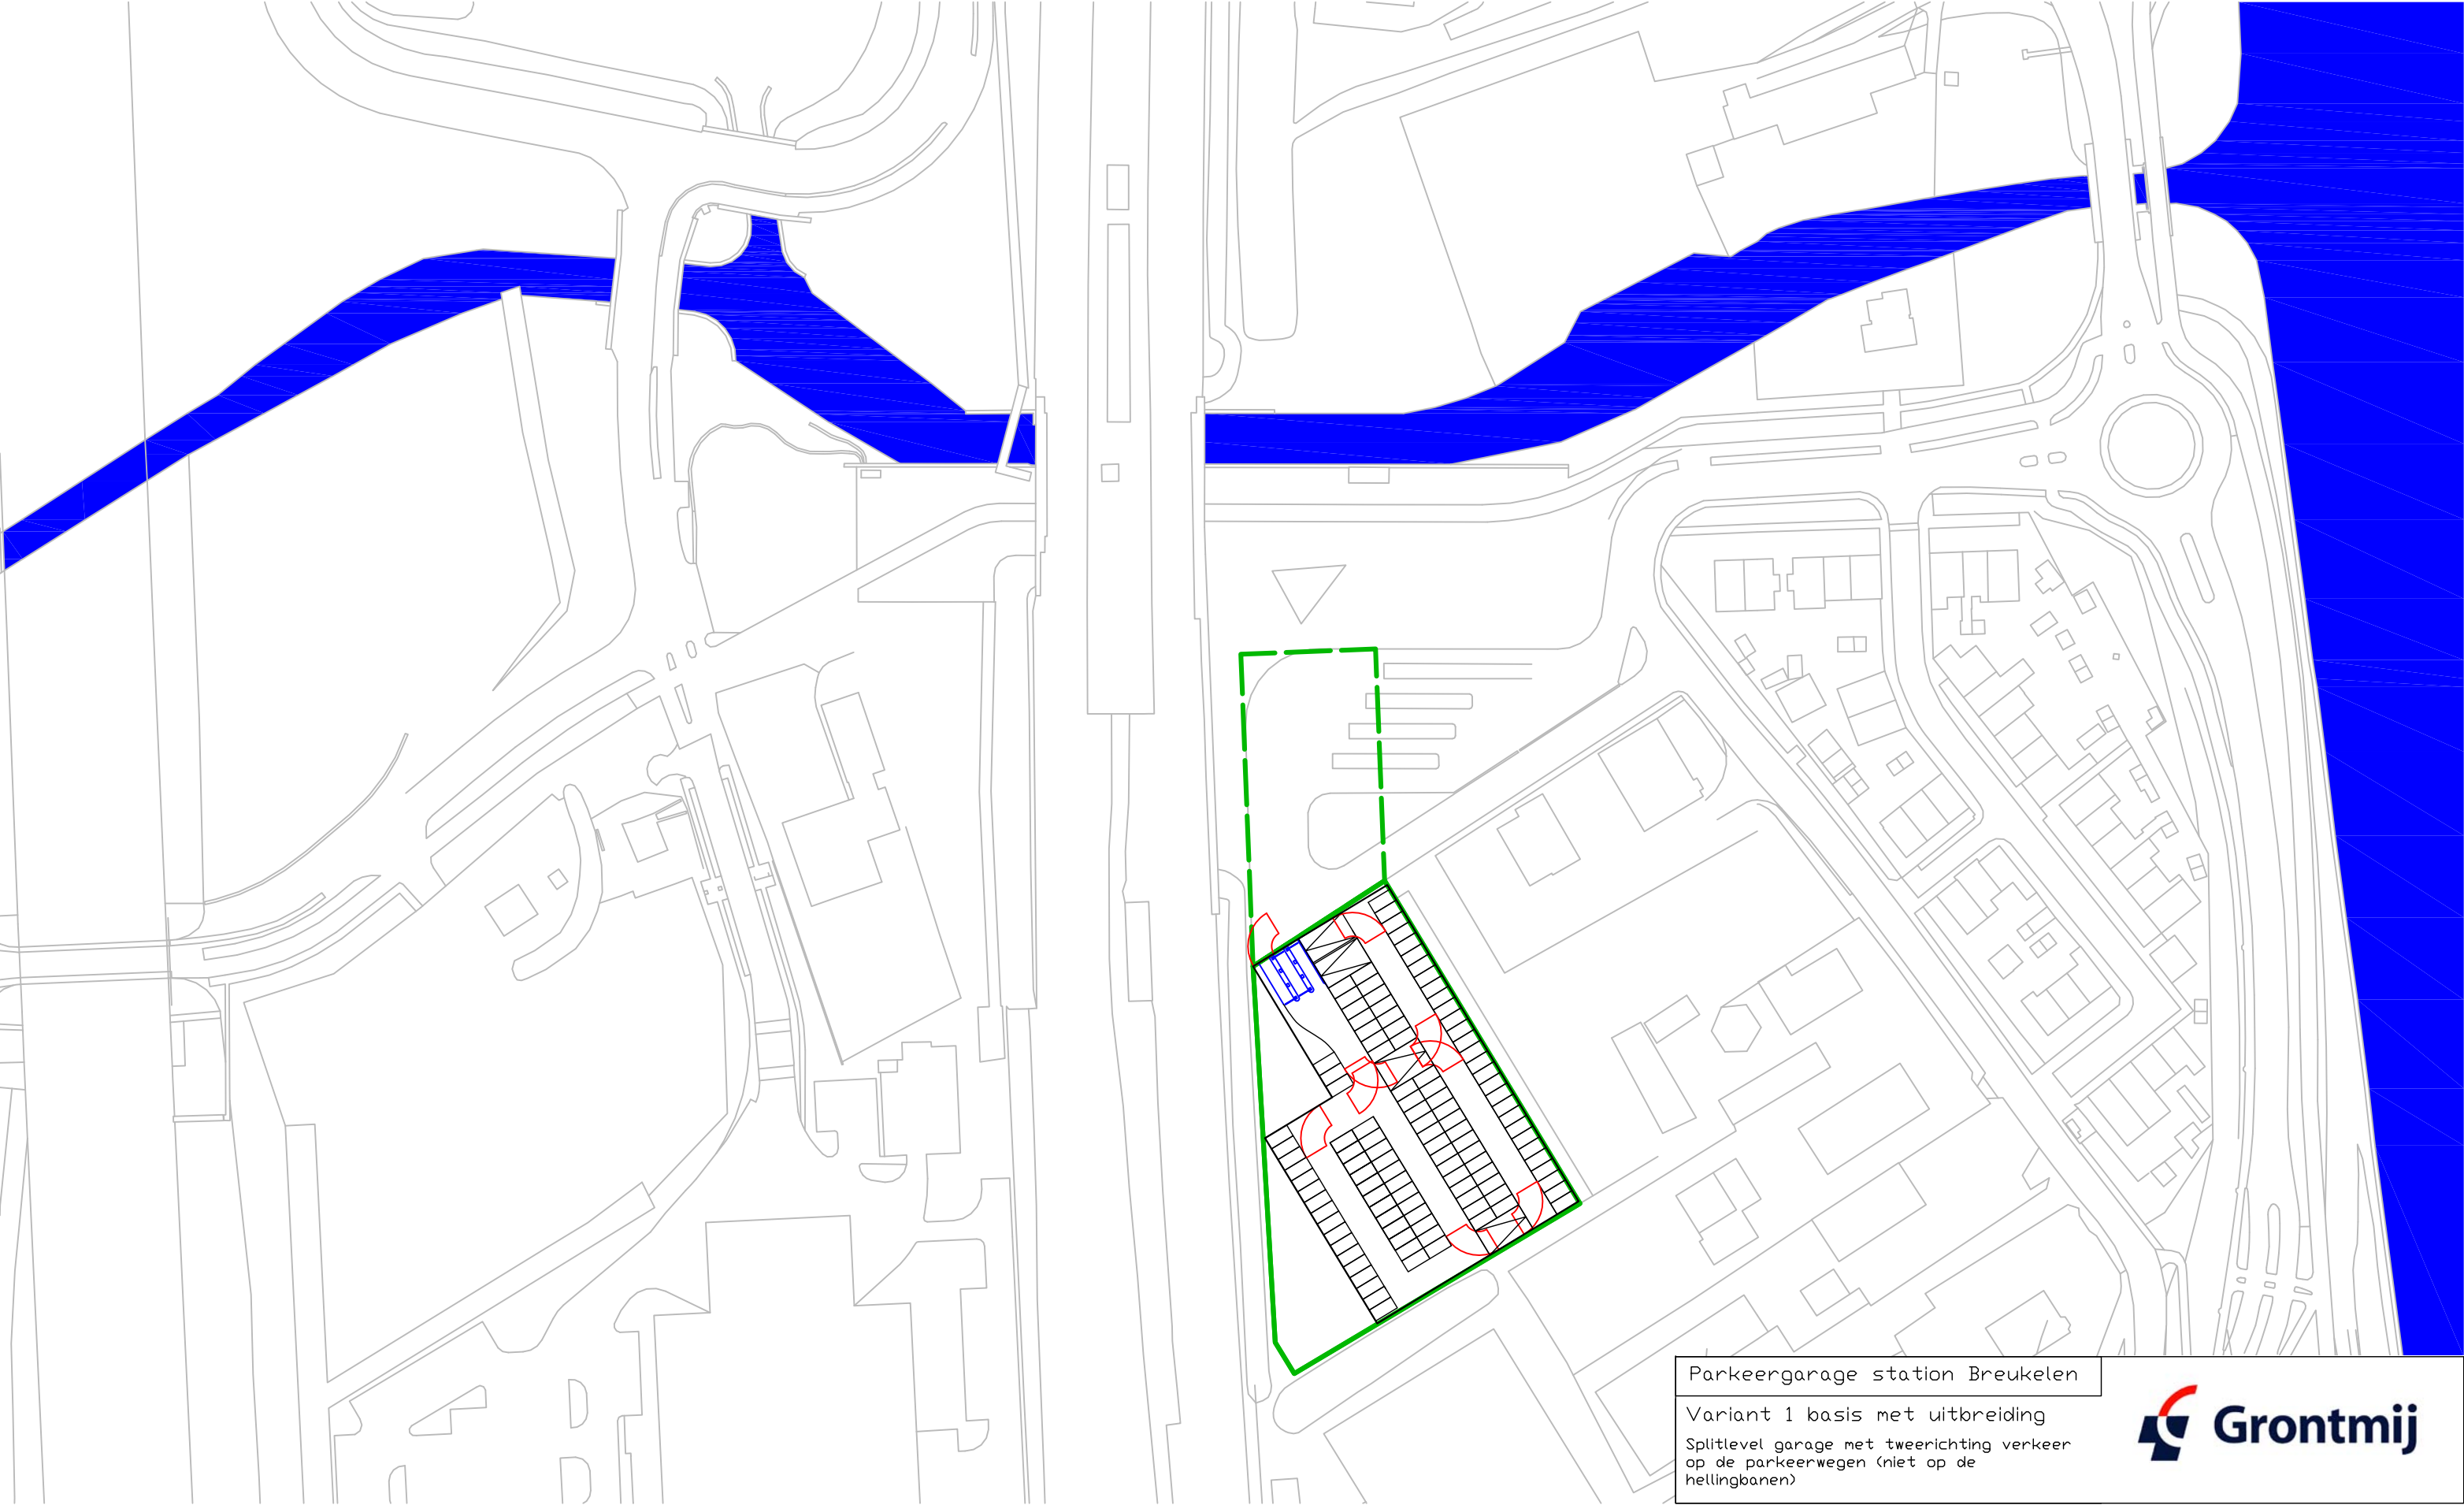 Parkeergarage station Breukelen
Variant 1 basis met uitbreiding
Splitlevel garage met tweerichting verkeer
op de parkeerwegen (niet op de
hellingbanen)
Grontmij